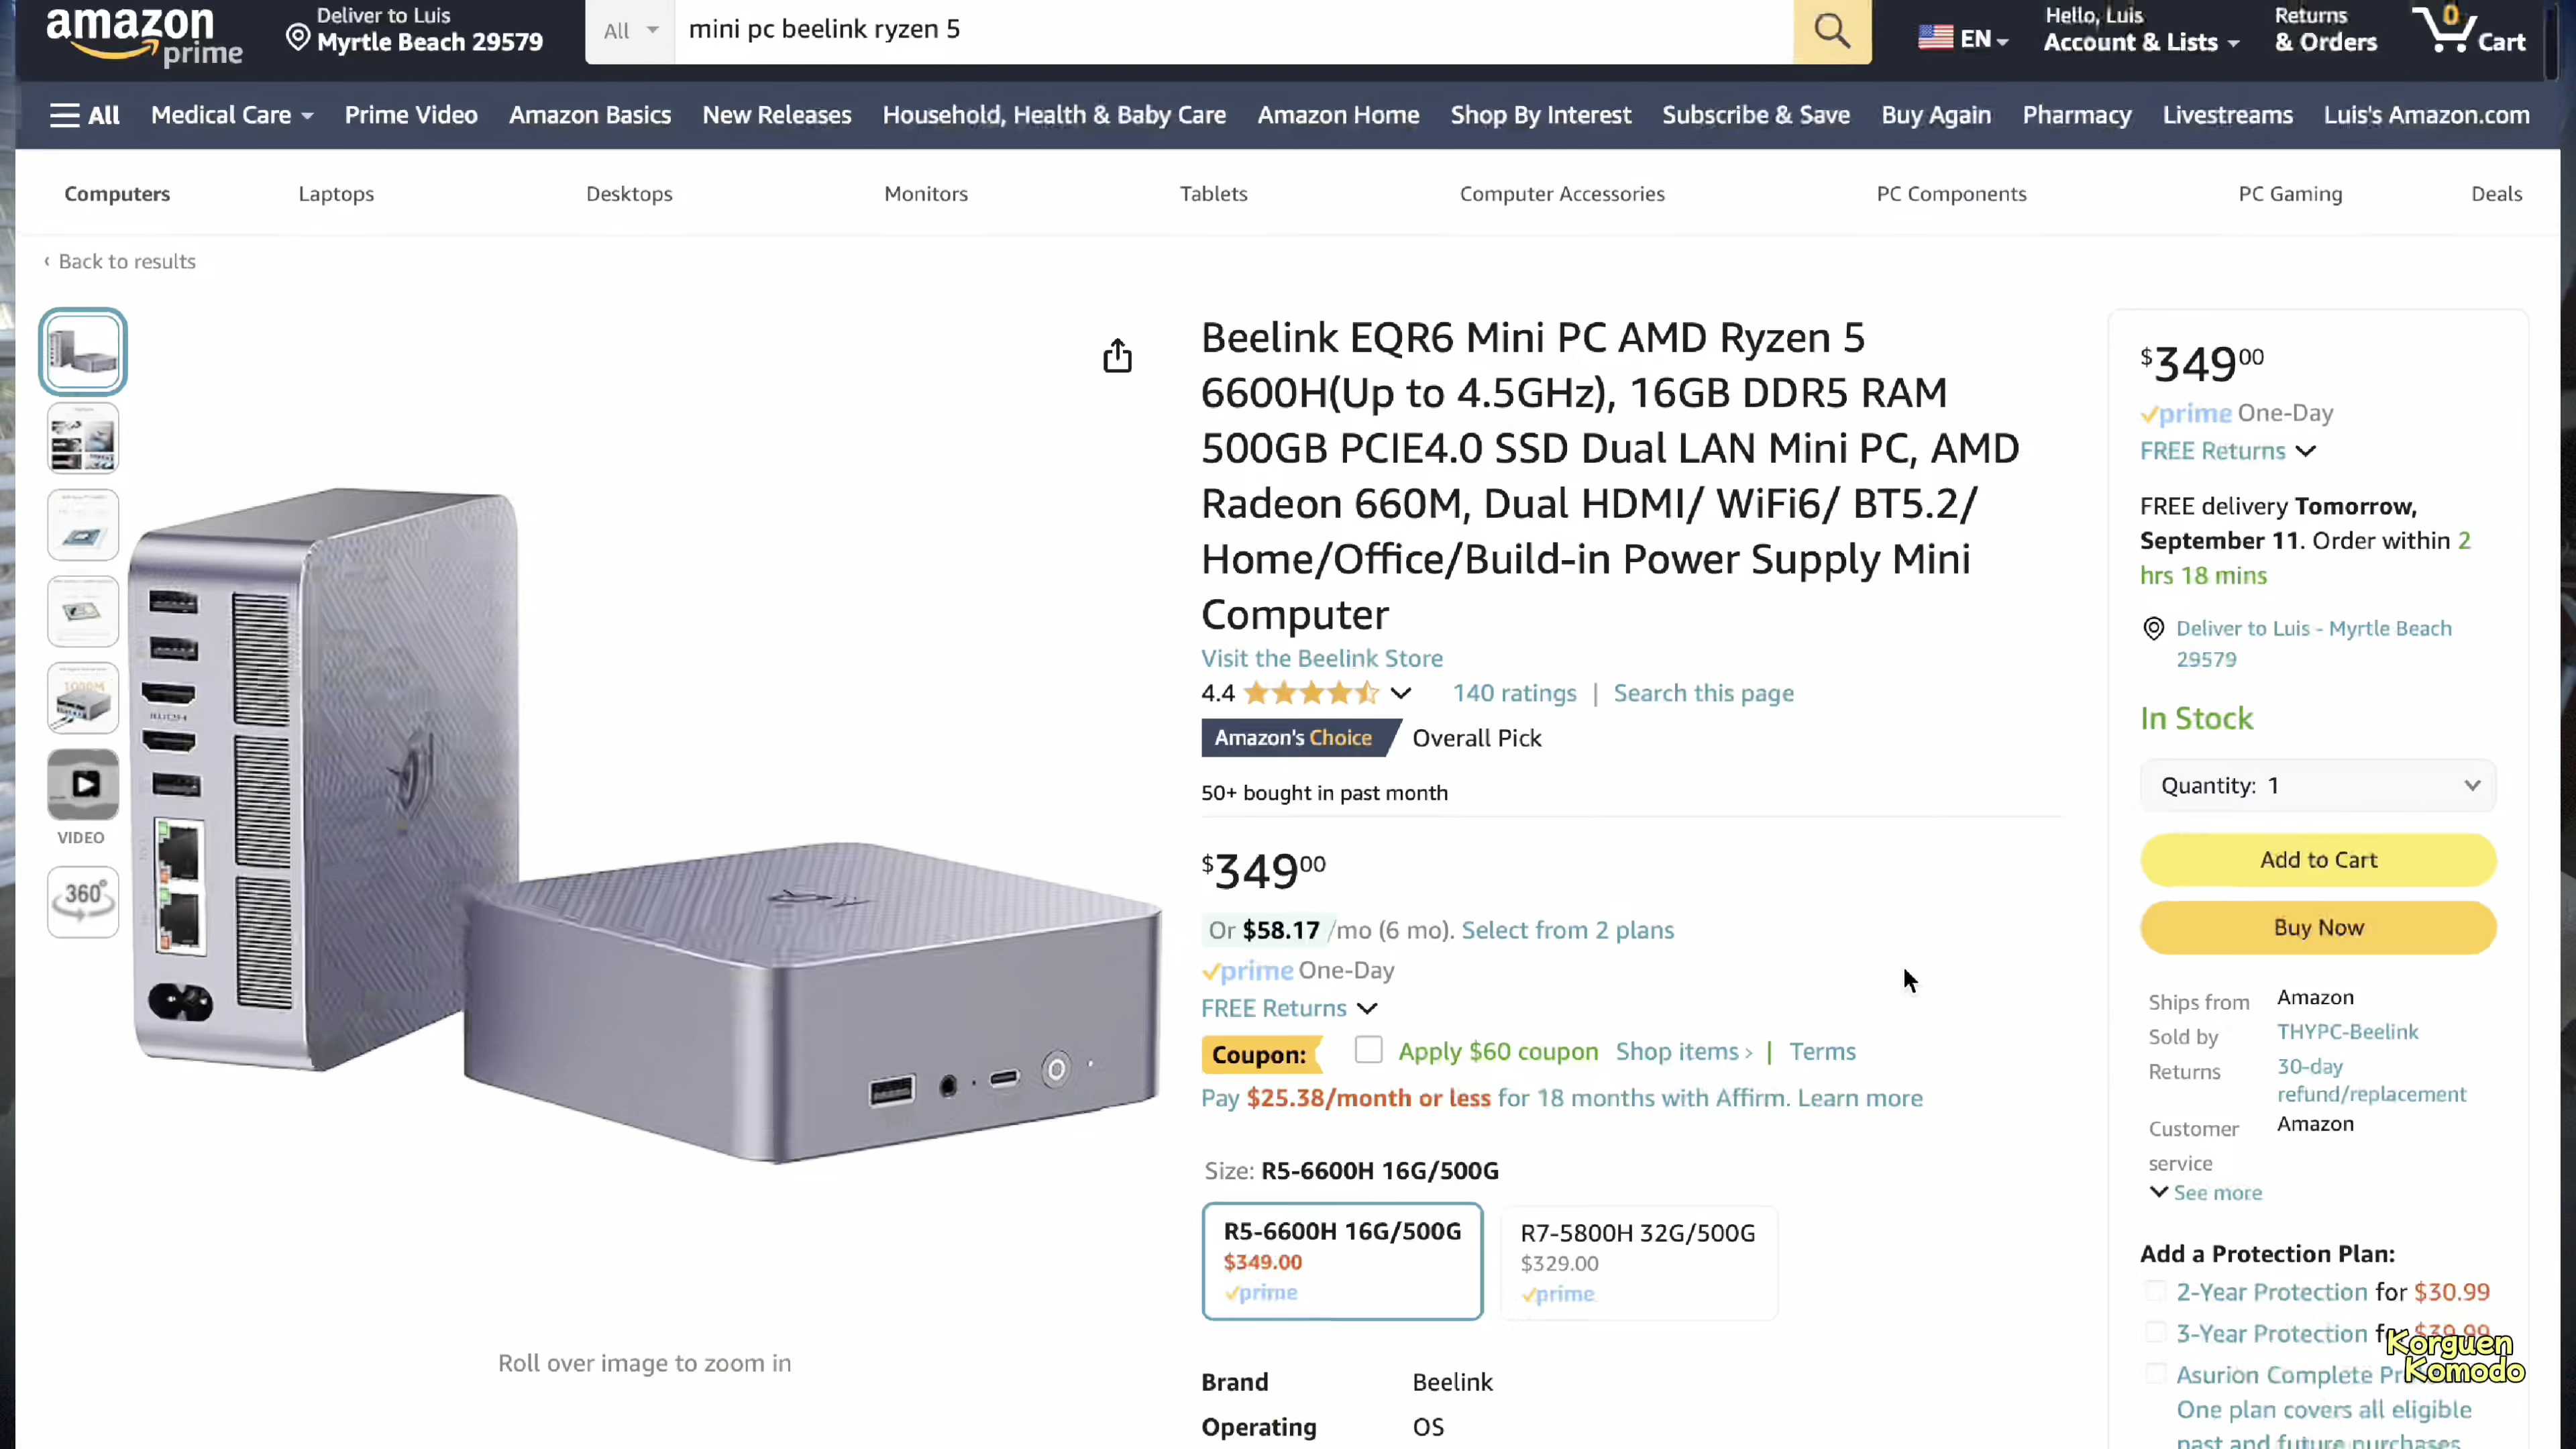 amazon
prime
Deliver to Luis
Myrtle Beach 29579
All
mini pc beelink ryzen 5
EN
Hello, Luis
Account & Lists
Returns
& Orders
0
Cart
All
Medical Care
Prime Video
Amazon Basics
New Releases
Household, Health & Baby Care
Amazon Home
Shop By Interest
Subscribe & Save
Buy Again
Pharmacy
Livestreams
Luis's Amazon.com
Computers
Laptops
Desktops
Monitors
Tablets
Computer Accessories
PC Components
PC Gaming
Deals
‹ Back to results
1000M
VIDEO
360°
Roll over image to zoom in
Beelink EQR6 Mini PC AMD Ryzen 5
6600H(Up to 4.5GHz), 16GB DDR5 RAM
500GB PCIE4.0 SSD Dual LAN Mini PC, AMD
Radeon 660M, Dual HDMI/ WiFi6/ BT5.2/
Home/Office/Build-in Power Supply Mini
Computer
Visit the Beelink Store
4.4
140 ratings | Search this page
Amazon's Choice Overall Pick
50+ bought in past month
$349 00
Or $58.17 /mo (6 mo). Select from 2 plans
prime One-Day
FREE Returns
Coupon: Apply $60 coupon Shop items › | Terms
Pay $25.38/month or less for 18 months with Affirm. Learn more
Size: R5-6600H 16G/500G
R5-6600H 16G/500G
$349.00
prime
R7-5800H 32G/500G
$329.00
prime
Brand Beelink
Operating OS
$349 00
prime One-Day
FREE Returns
FREE delivery Tomorrow,
September 11. Order within 2
hrs 18 mins
Deliver to Luis - Myrtle Beach
29579
In Stock
Quantity: 1
Add to Cart
Buy Now
Ships from Amazon
Sold by THYPC-Beelink
Returns 30-day
refund/replacement
Customer Amazon
service
See more
Add a Protection Plan:
2-Year Protection for $30.99
3-Year Protection for $39.99
Asurion Complete Pr
One plan covers all eligible
past and future purchases
Korguen
Komodo